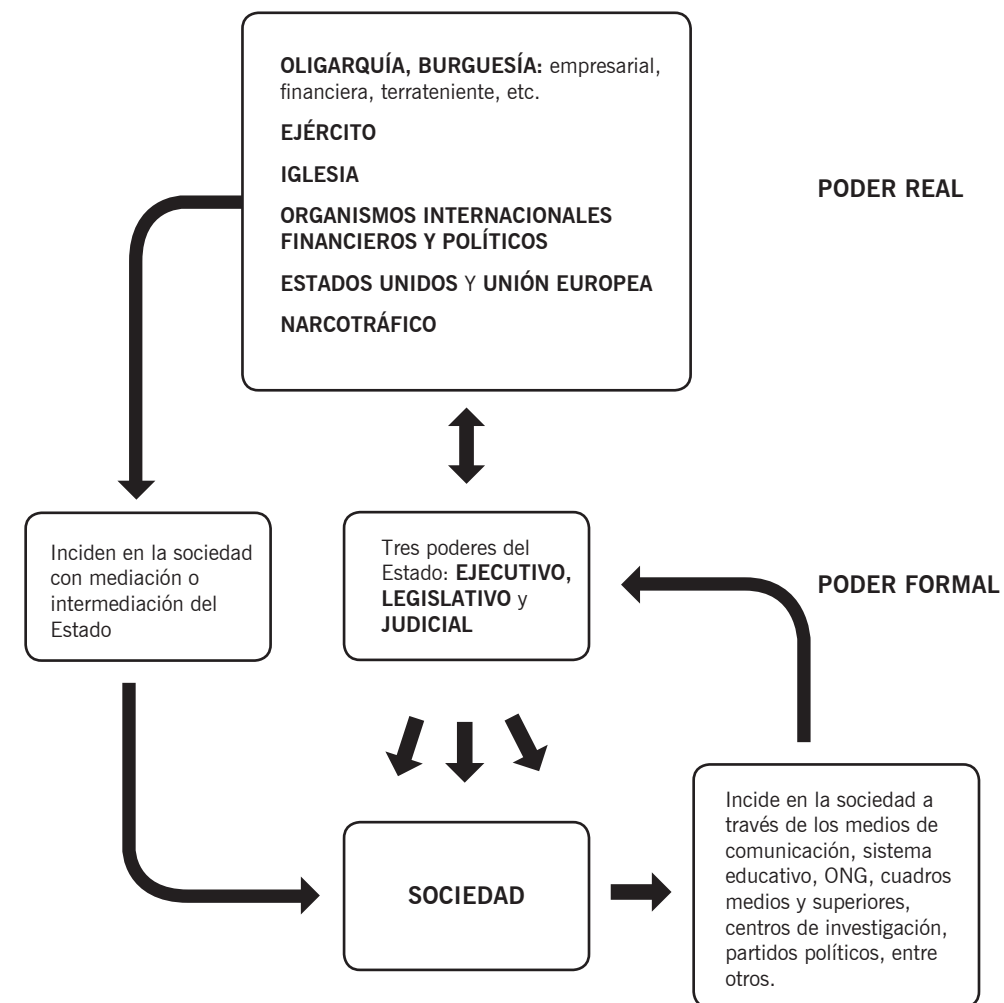 OLIGARQUÍA, BURGUESÍA: empresarial,
financiera, terrateniente, etc.
EJÉRCITO
IGLESIA
ORGANISMOS INTERNACIONALES
FINANCIEROS Y POLÍTICOS
ESTADOS UNIDOS Y UNIÓN EUROPEA
NARCOTRÁFICO
PODER REAL
Inciden en la sociedad
con mediación o
intermediación del
Estado
Tres poderes del
Estado: EJECUTIVO,
LEGISLATIVO y
JUDICIAL
PODER FORMAL
SOCIEDAD
Incide en la sociedad a
través de los medios de
comunicación, sistema
educativo, ONG, cuadros
medios y superiores,
centros de investigación,
partidos políticos, entre
otros.